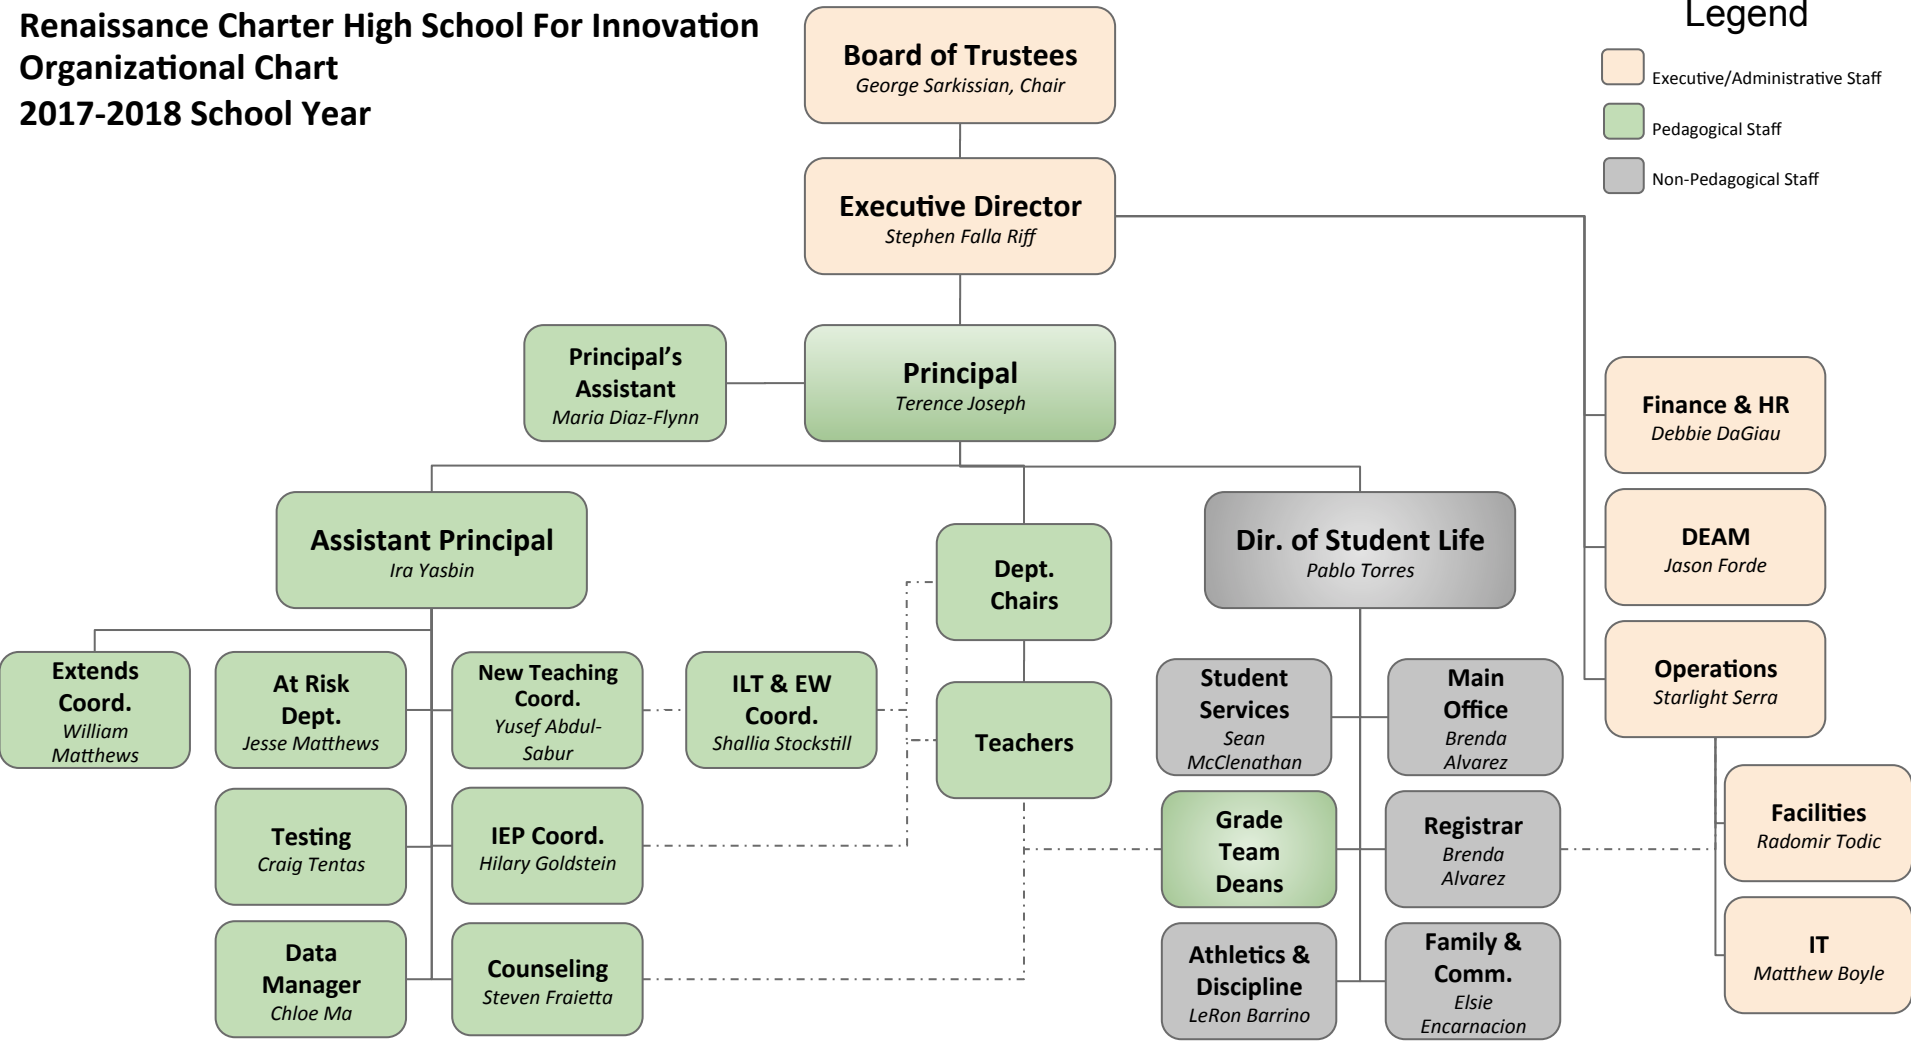 Renaissance Charter High School For Innovation
Organizational Chart
2017-2018 School Year
Legend
Executive/Administrative Staff
Pedagogical Staff
Non-Pedagogical Staff
Board of Trustees
George Sarkissian, Chair
Executive Director
Stephen Falla Riff
Principal's
Assistant
Maria Diaz-Flynn
Principal
Terence Joseph
Finance & HR
Debbie DaGiau
DEAM
Jason Forde
Operations
Starlight Serra
Facilities
Radomir Todic
IT
Matthew Boyle
Assistant Principal
Ira Yasbin
Dept.
Chairs
Teachers
Dir. of Student Life
Pablo Torres
Extends
Coord.
William
Matthews
At Risk
Dept.
Jesse Matthews
New Teaching
Coord.
Yusef Abdul-
Sabur
ILT & EW
Coord.
Shallia Stockstill
Testing
Craig Tentas
IEP Coord.
Hilary Goldstein
Data
Manager
Chloe Ma
Counseling
Steven Fraietta
Student
Services
Sean
McClenathan
Main
Office
Brenda
Alvarez
Grade
Team
Deans
Registrar
Brenda
Alvarez
Athletics &
Discipline
LeRon Barrino
Family &
Comm.
Elsie
Encarnacion